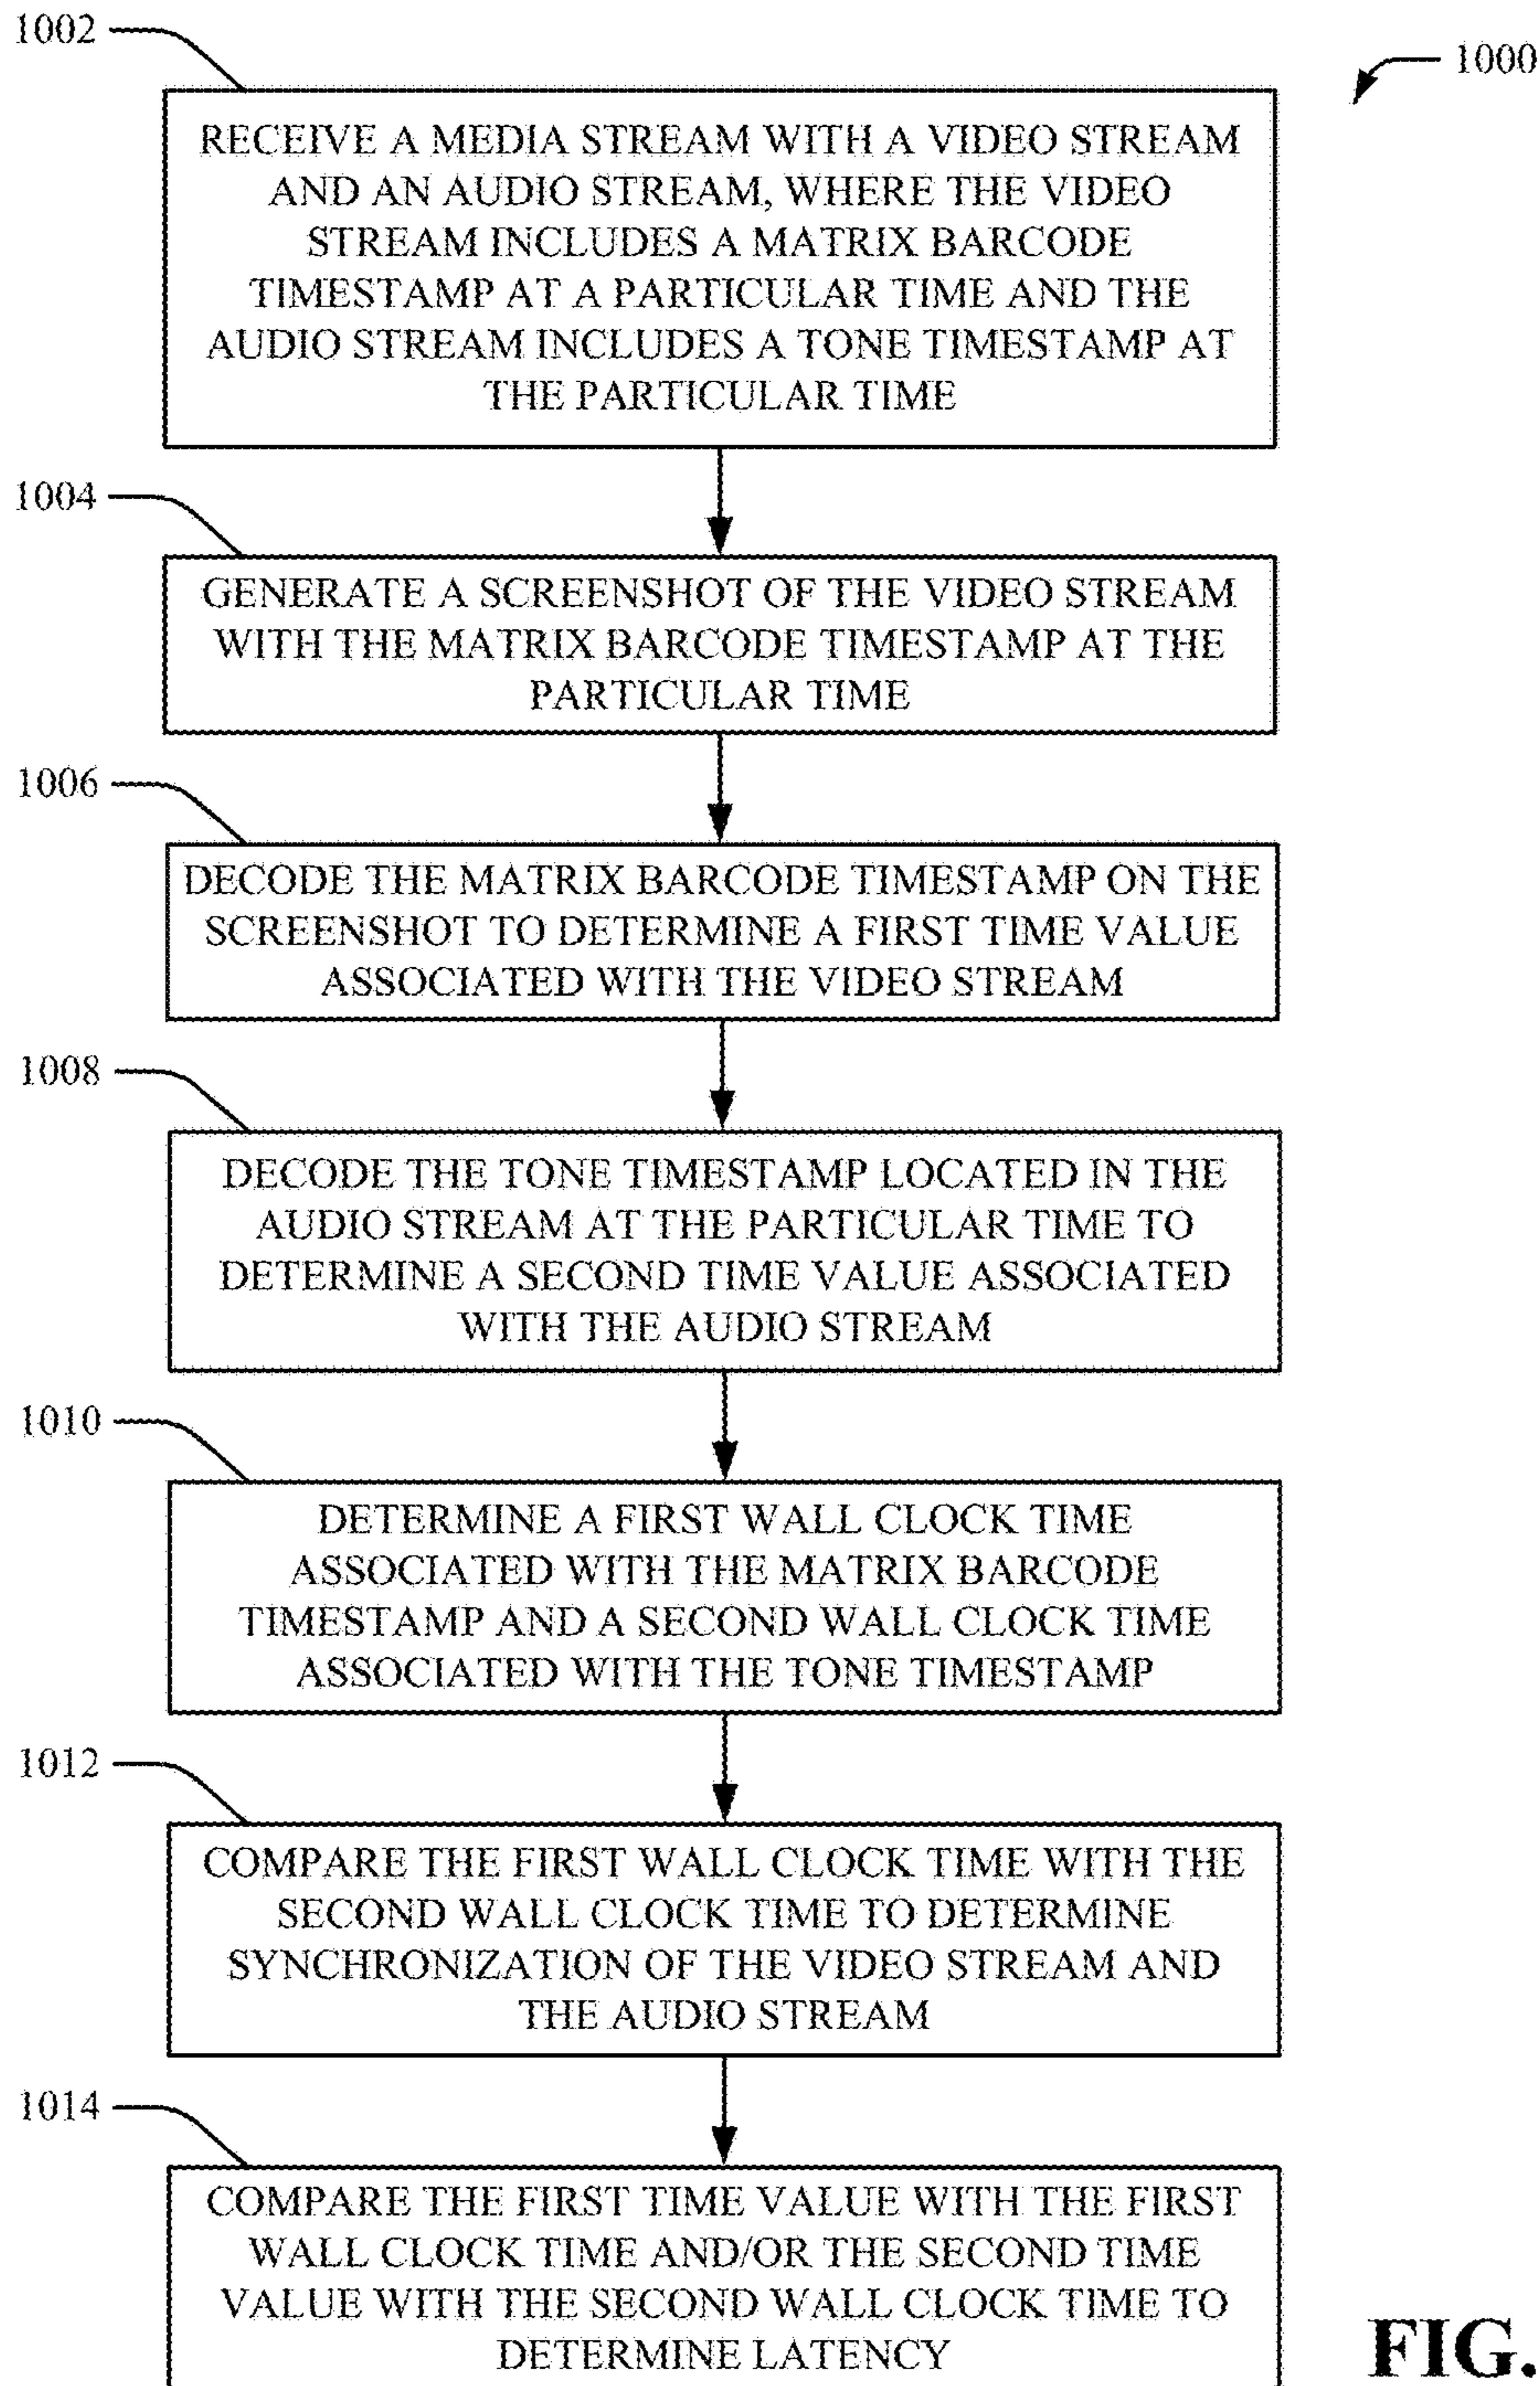 1002
1000
RECEIVE A MEDIA STREAM WITH A VIDEO STREAM
AND AN AUDIO STREAM, WHERE THE VIDEO
STREAM INCLUDES A MATRIX BARCODE
TIMESTAMP AT A PARTICULAR TIME AND THE
AUDIO STREAM INCLUDES A TONE TIMESTAMP AT
THE PARTICULAR TIME
1004
GENERATE A SCREENSHOT OF THE VIDEO STREAM
WITH THE MATRIX BARCODE TIMESTAMP AT THE
PARTICULAR TIME
1006
DECODE THE MATRIX BARCODE TIMESTAMP ON THE
SCREENSHOT TO DETERMINE A FIRST TIME VALUE
ASSOCIATED WITH THE VIDEO STREAM
1008
DECODE THE TONE TIMESTAMP LOCATED IN THE
AUDIO STREAM AT THE PARTICULAR TIME TO
DETERMINE A SECOND TIME VALUE ASSOCIATED
WITH THE AUDIO STREAM
1010
DETERMINE A FIRST WALL CLOCK TIME
ASSOCIATED WITH THE MATRIX BARCODE
TIMESTAMP AND A SECOND WALL CLOCK TIME
ASSOCIATED WITH THE TONE TIMESTAMP
1012
COMPARE THE FIRST WALL CLOCK TIME WITH THE
SECOND WALL CLOCK TIME TO DETERMINE
SYNCHRONIZATION OF THE VIDEO STREAM AND
THE AUDIO STREAM
1014
COMPARE THE FIRST TIME VALUE WITH THE FIRST
WALL CLOCK TIME AND/OR THE SECOND TIME
VALUE WITH THE SECOND WALL CLOCK TIME TO
DETERMINE LATENCY
FIG.